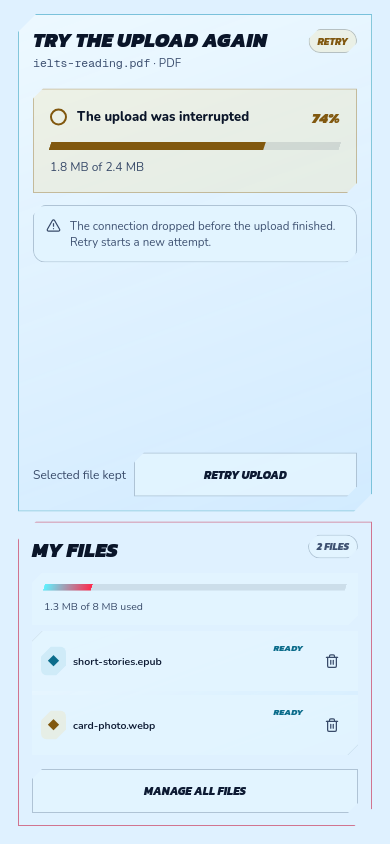 TRY THE UPLOAD AGAIN
RETRY
ielts-reading.pdf · PDF
The upload was interrupted
74%
1.8 MB of 2.4 MB
The connection dropped before the upload finished.
Retry starts a new attempt.
Selected file kept
RETRY UPLOAD
MY FILES
2 FILES
1.3 MB of 8 MB used
READY
short-stories.epub
READY
card-photo.webp
MANAGE ALL FILES